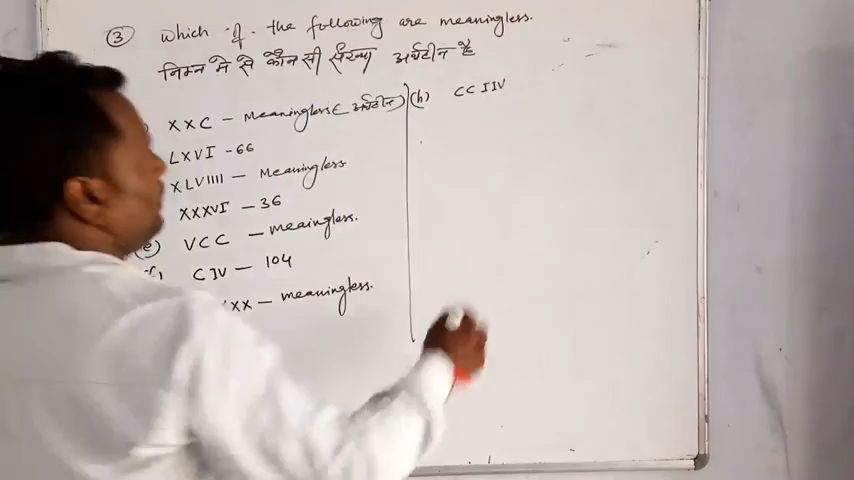 ③ which of the following are meaningless.
निम्न मे से कौन सी संख्या अर्थहीन है
) XXC - Meaningless (अर्थहीन)
LXVI - 66
XLVIIII - Meaningless
XXXVI - 36
(e) VCC - meaingless.
CIV - 104
XX - meaningless.
(h) CCIIV